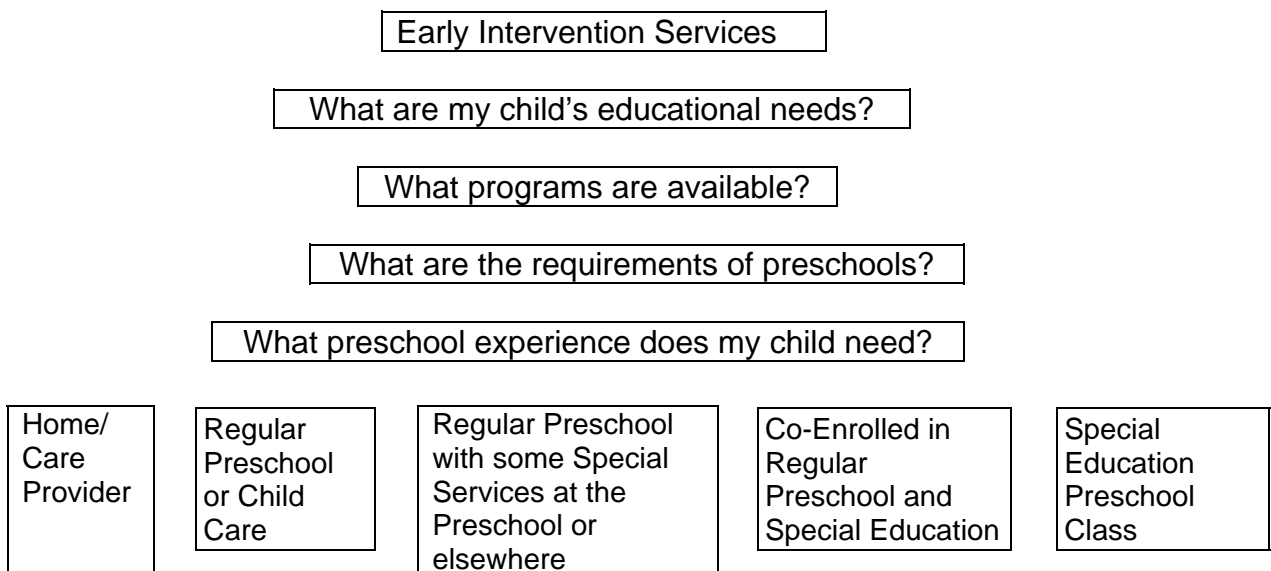 Early Intervention Services
What are my child’s educational needs?
What programs are available?
What are the requirements of preschools?
What preschool experience does my child need?
Home/
Care
Provider
Regular
Preschool
or Child
Care
Regular Preschool
with some Special
Services at the
Preschool or
elsewhere
Co-Enrolled in
Regular
Preschool and
Special Education
Special
Education
Preschool
Class